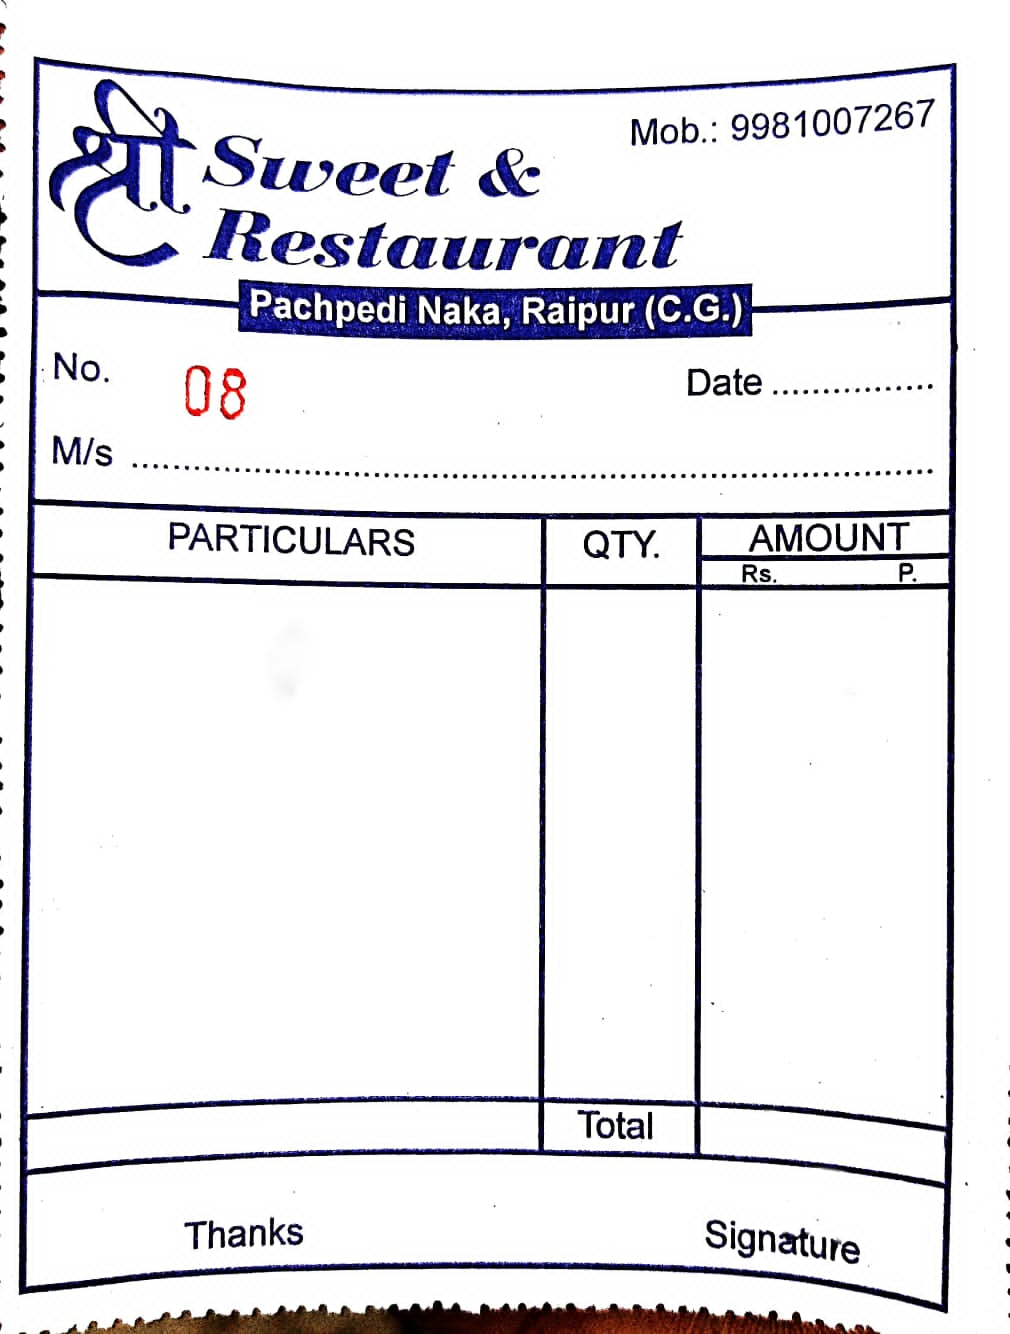 Mob.: 9981007267
श्री Sweet &
Restaurant
Pachpedi Naka, Raipur (C.G.)
No. 08 Date ................
M/s ................................................................
PARTICULARS QTY. AMOUNT
Rs. P.
Total
Thanks Signature